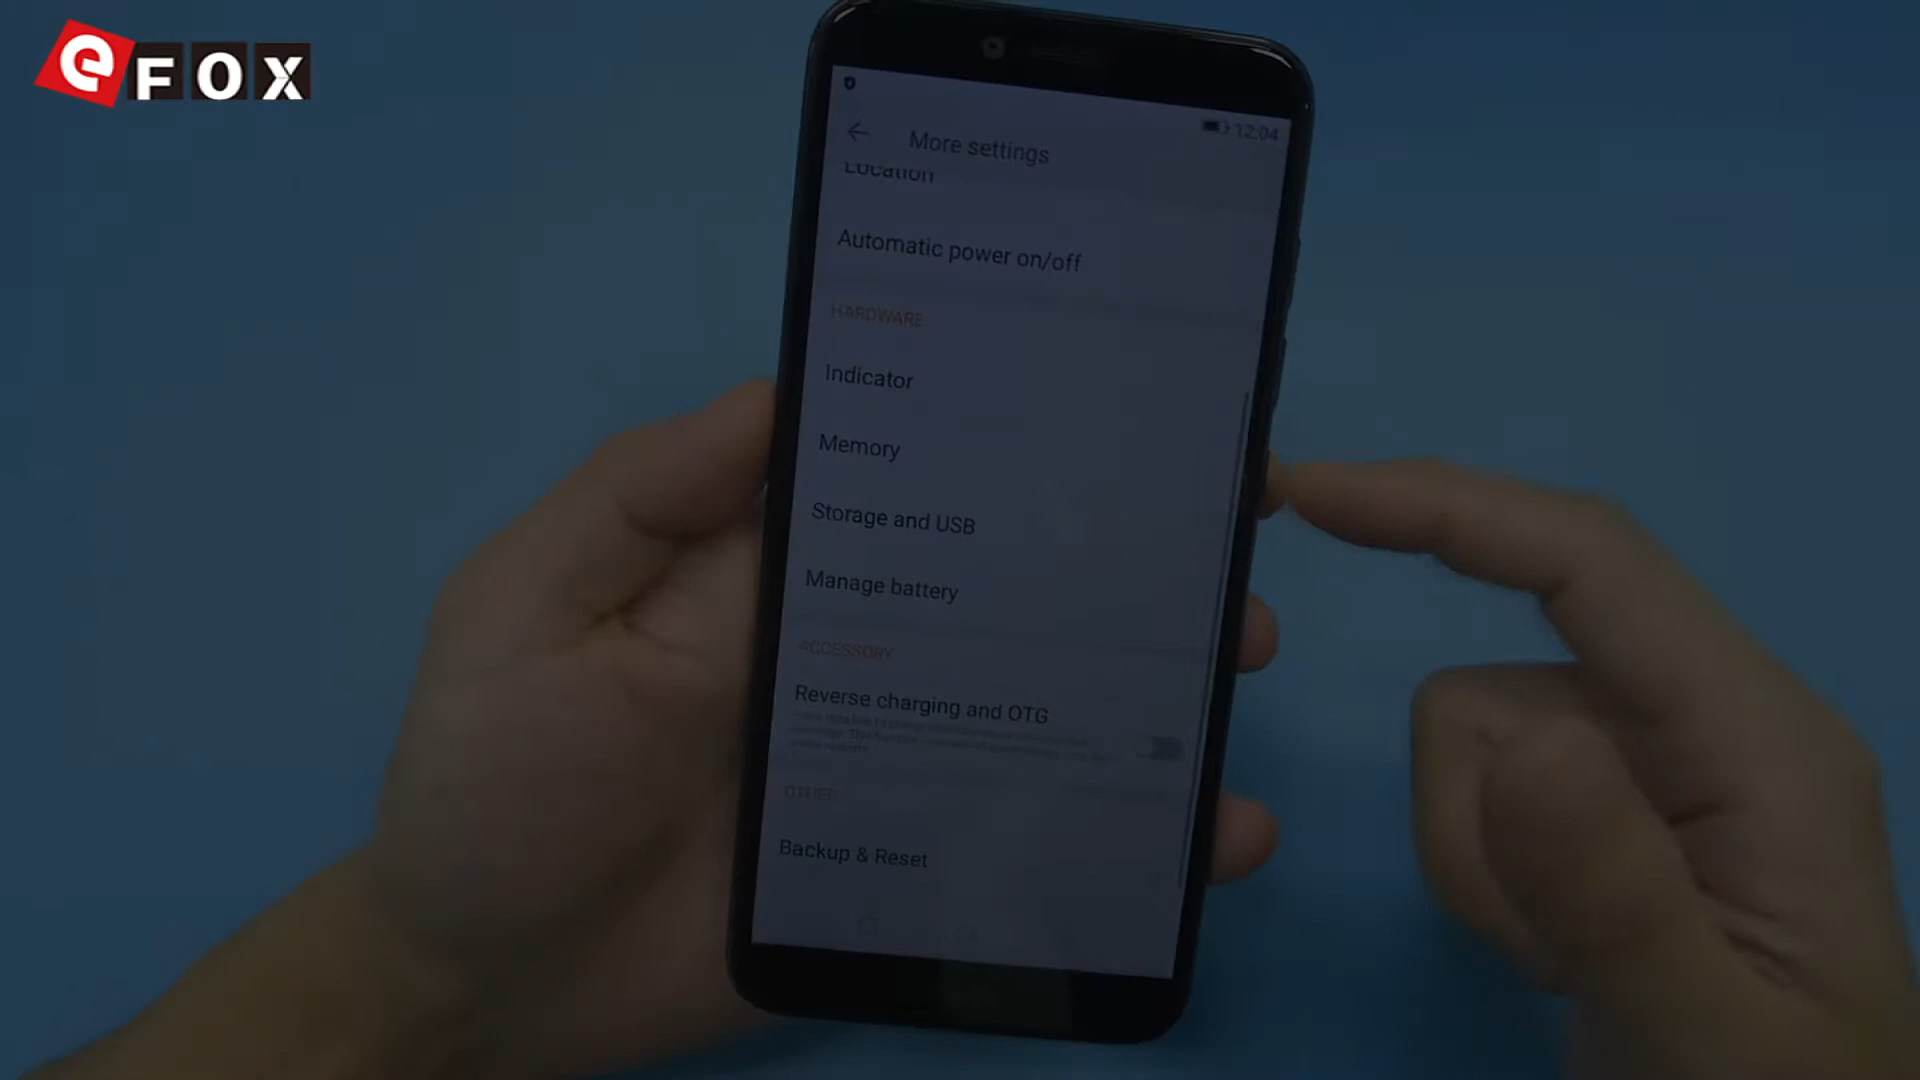 eFOX
12:04
More settings
Location
Automatic power on/off
HARDWARE
Indicator
Memory
Storage and USB
Manage battery
ACCESSORY
Reverse charging and OTG
OTHER
Backup & Reset